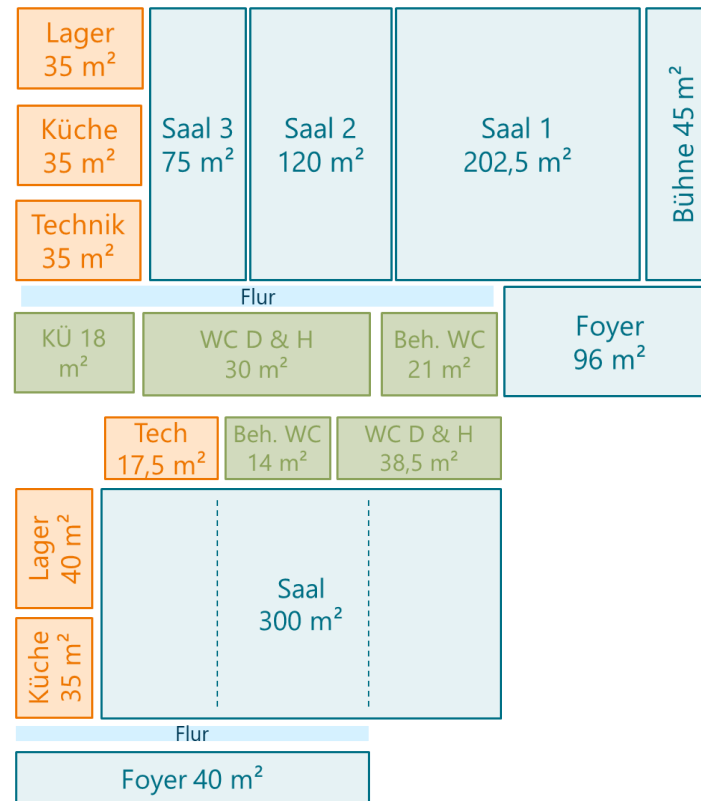 Lager
35 m²
Küche
35 m²
Technik
35 m²
Saal 3
75 m²
Saal 2
120 m²
Saal 1
202,5 m²
Bühne 45 m²
Flur
KÜ 18
m²
WC D & H
30 m²
Beh. WC
21 m²
Foyer
96 m²
Tech
17,5 m²
Beh. WC
14 m²
WC D & H
38,5 m²
Lager
40 m²
Küche
35 m²
Saal
300 m²
Flur
Foyer 40 m²